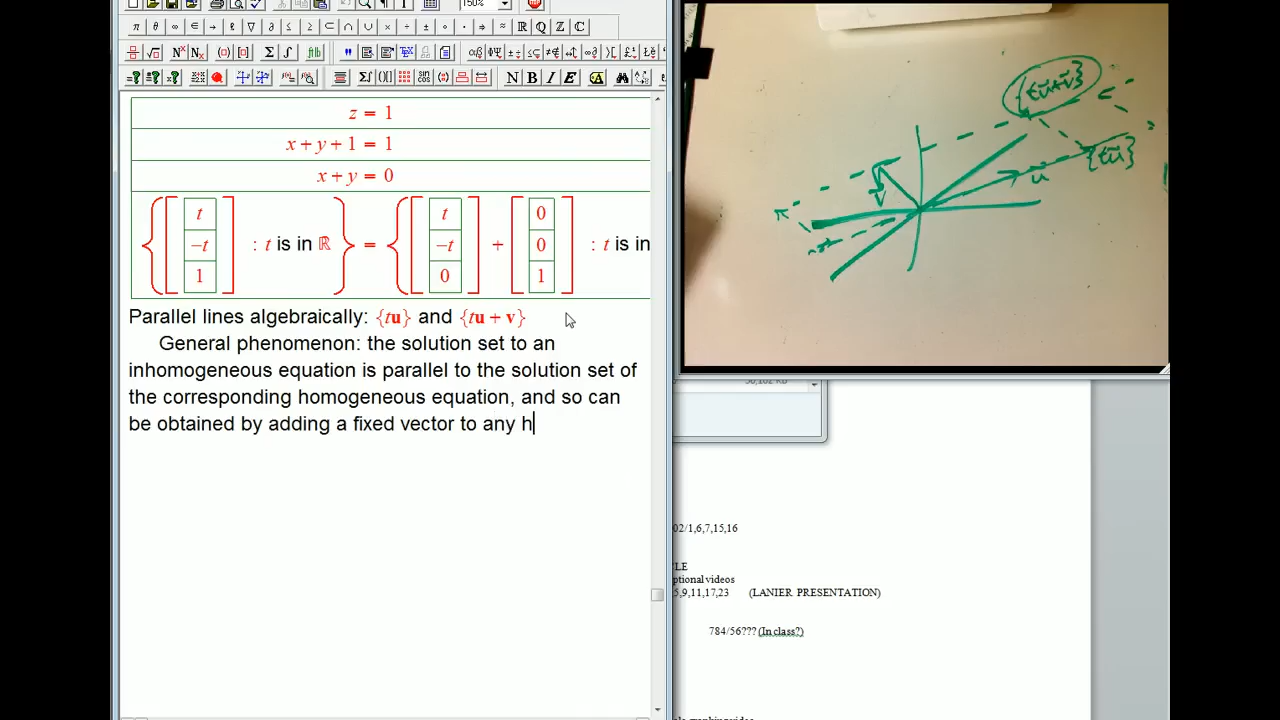 150%
π θ ∞ ∈ → ℓ ∇ ∂ ∫ ⊂ ∩ ∪ ± · ° : × ≈ ℝ ℚ ℤ ℂ
N B I E
z = 1
x + y + 1 = 1
x + y = 0
{ [ t −t 1 ] : t is in ℝ } = { [ t −t 0 ] + [ 0 0 1 ] : t is in
Parallel lines algebraically: {tu} and {tu + v}
General phenomenon: the solution set to an
inhomogeneous equation is parallel to the solution set of
the corresponding homogeneous equation, and so can
be obtained by adding a fixed vector to any h
{tu+v}
{tu}
u
v
02/1,6,7,15,16
CLE
ptional videos
5,9,11,17,23 (LANIER PRESENTATION)
784/56??? (In class?)